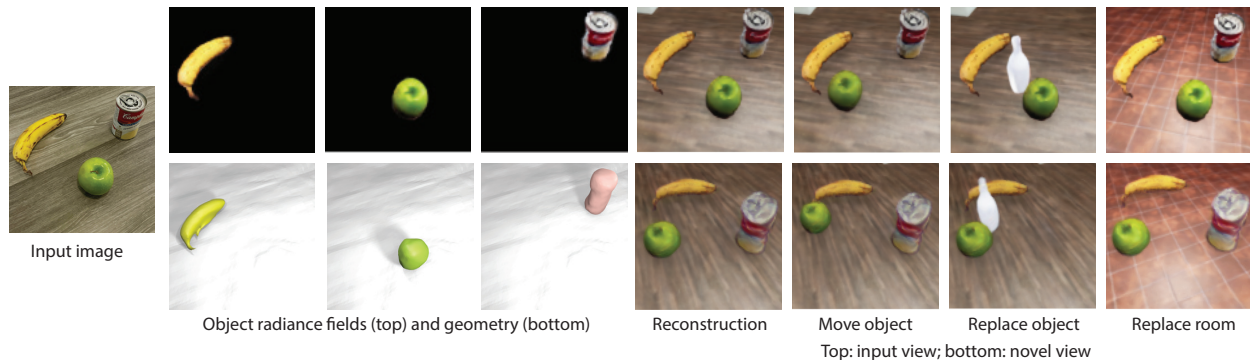 Input image
Object radiance fields (top) and geometry (bottom)
Reconstruction
Move object
Replace object
Replace room
Top: input view; bottom: novel view